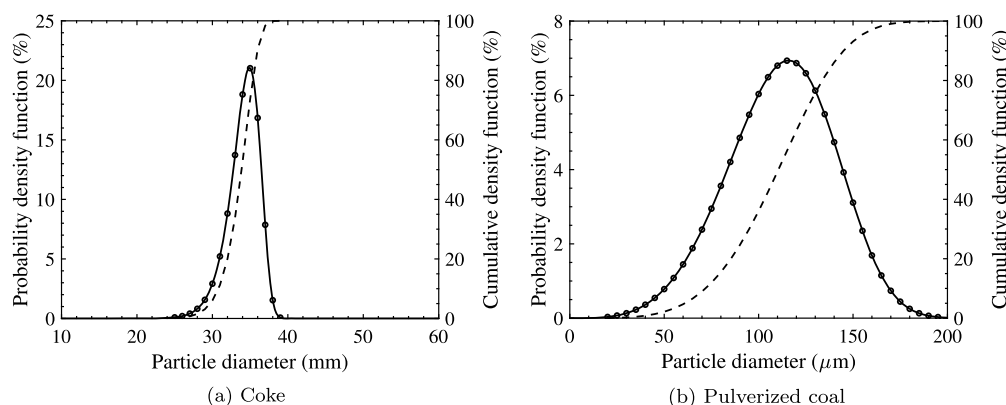 Probability density function (%)
25
20
15
10
5
0
10 20 30 40 50 60
Particle diameter (mm)
100
80
60
40
20
0
Cumulative density function (%)
(a) Coke
Probability density function (%)
8
6
4
2
0
0 50 100 150 200
Particle diameter (μm)
100
80
60
40
20
0
Cumulative density function (%)
(b) Pulverized coal